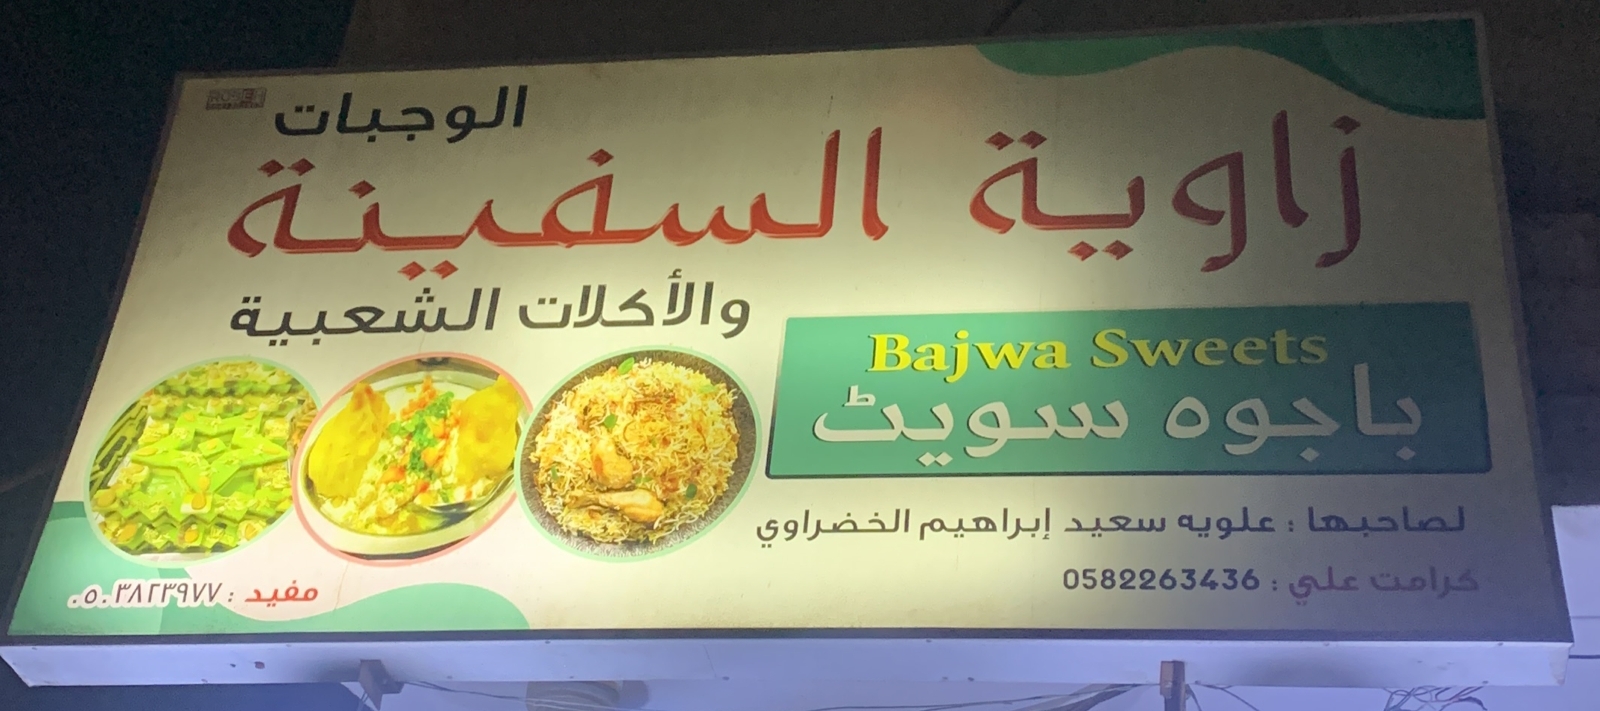 الوجبات
زاوية السفينة
والأكلات الشعبية
Bajwa Sweets
باجوه سويٹ
لصاحبها : علويه سعيد إبراهيم الخضراوي
كرامت علي : 0582263436
مفيد : ٠٥٠٣٨٢٣٩٧٧